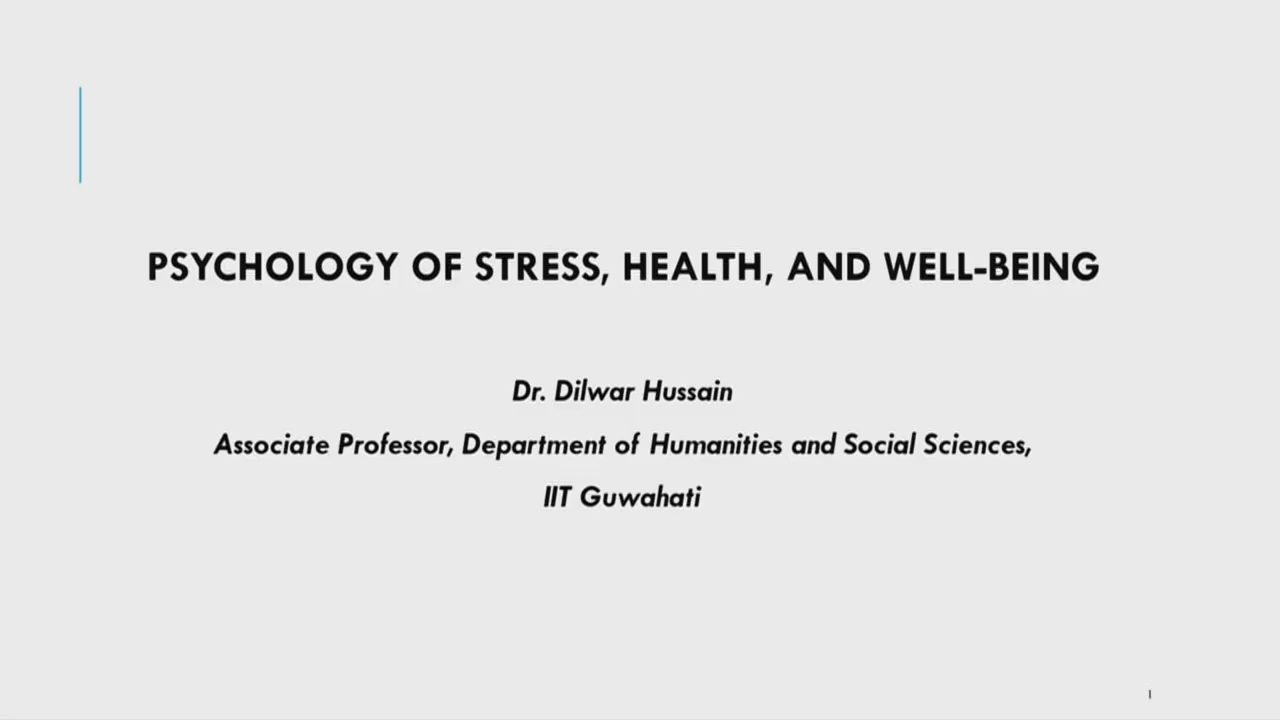 PSYCHOLOGY OF STRESS, HEALTH, AND WELL-BEING
Dr. Dilwar Hussain
Associate Professor, Department of Humanities and Social Sciences,
IIT Guwahati
1